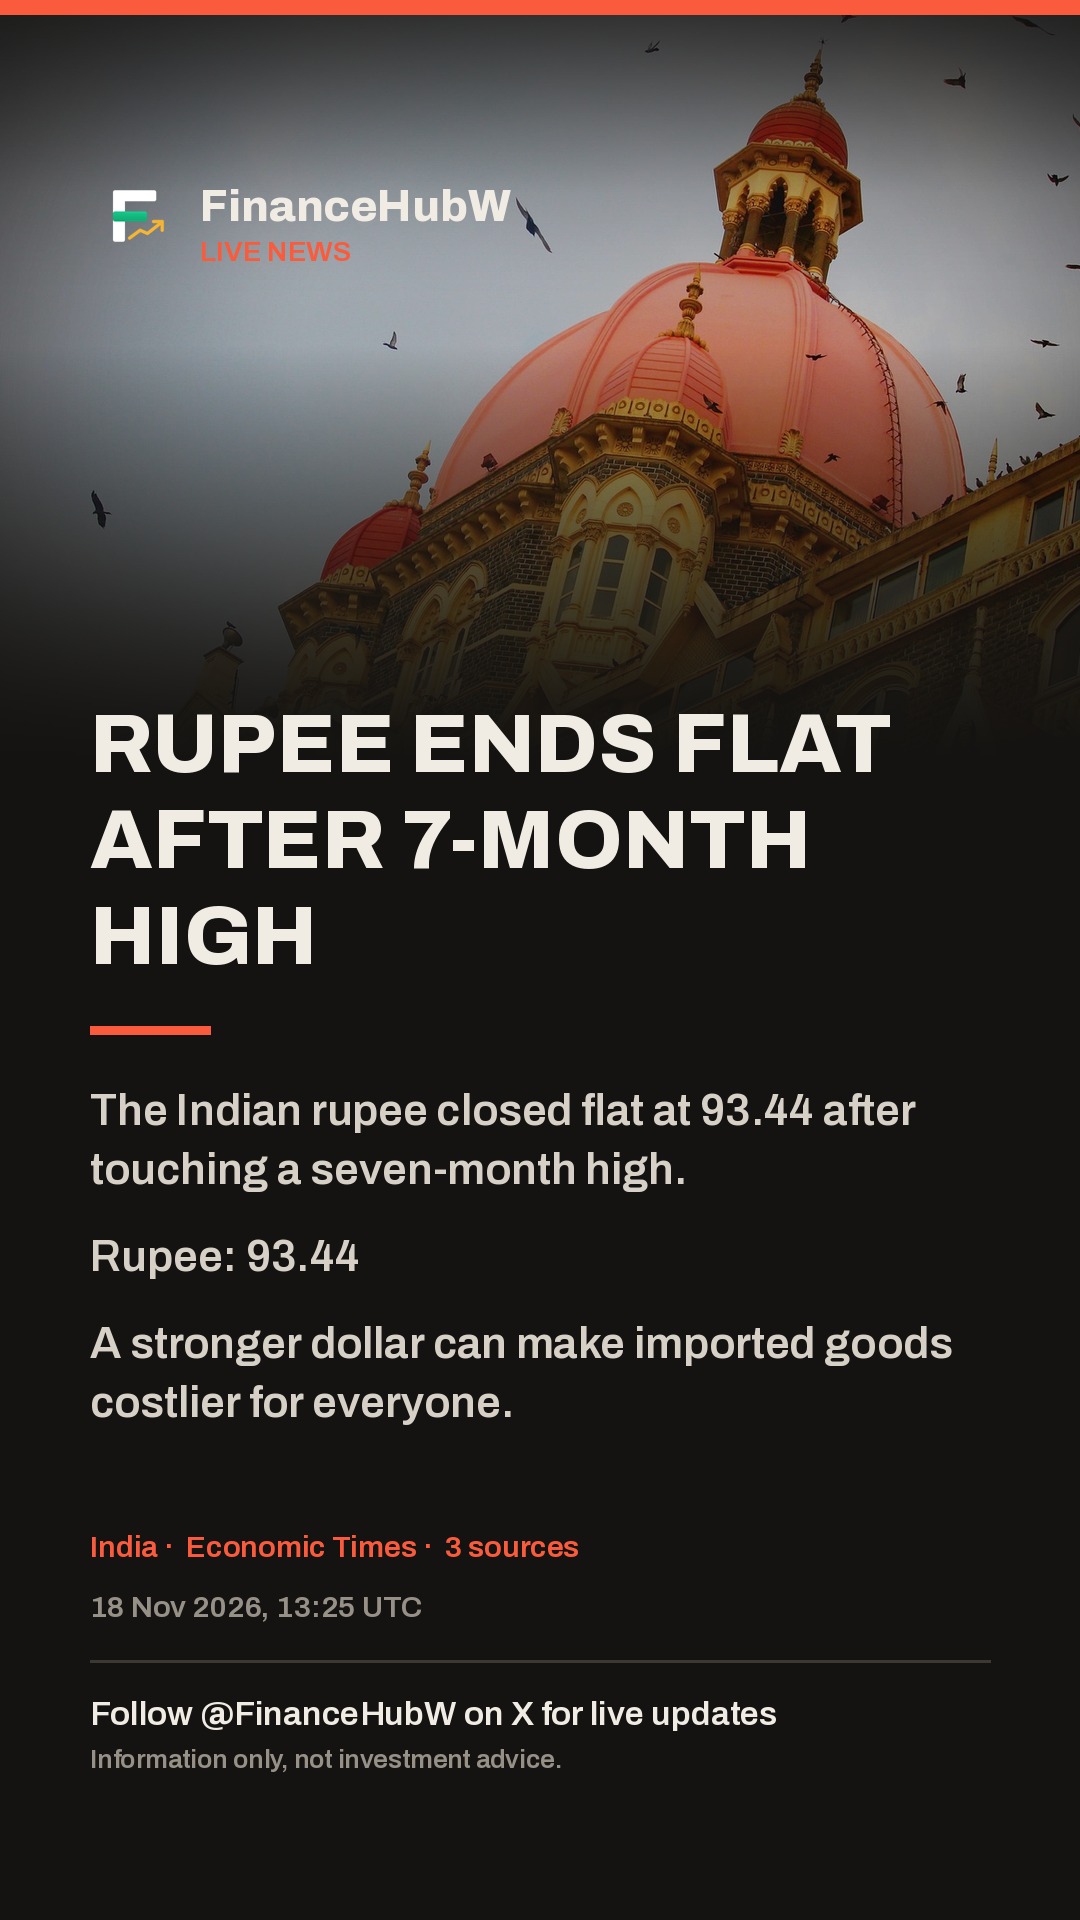 FinanceHubW
LIVE NEWS
RUPEE ENDS FLAT
AFTER 7-MONTH
HIGH
The Indian rupee closed flat at 93.44 after
touching a seven-month high.
Rupee: 93.44
A stronger dollar can make imported goods
costlier for everyone.
India · Economic Times · 3 sources
18 Nov 2026, 13:25 UTC
Follow @FinanceHubW on X for live updates
Information only, not investment advice.